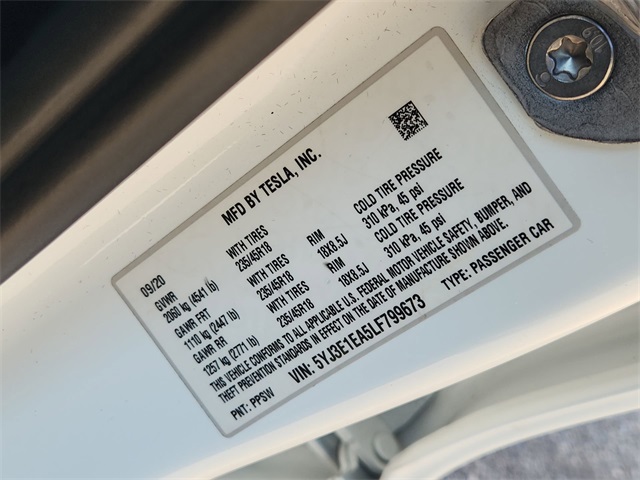 MFD BY TESLA, INC.
09/20
GVWR WITH TIRES RIM COLD TIRE PRESSURE
2060 kg (4541 lb) 235/45R18 18X8.5J 310 kPa, 45 psi
GAWR FRT WITH TIRES RIM COLD TIRE PRESSURE
1110 kg (2447 lb) 235/45R18 18X8.5J 310 kPa, 45 psi
GAWR RR WITH TIRES
1257 kg (2771 lb) 235/45R18
THIS VEHICLE CONFORMS TO ALL APPLICABLE U.S. FEDERAL MOTOR VEHICLE SAFETY, BUMPER, AND
THEFT PREVENTION STANDARDS IN EFFECT ON THE DATE OF MANUFACTURE SHOWN ABOVE
VIN: 5YJ3E1EA5LF799673 TYPE: PASSENGER CAR
PNT: PPSW